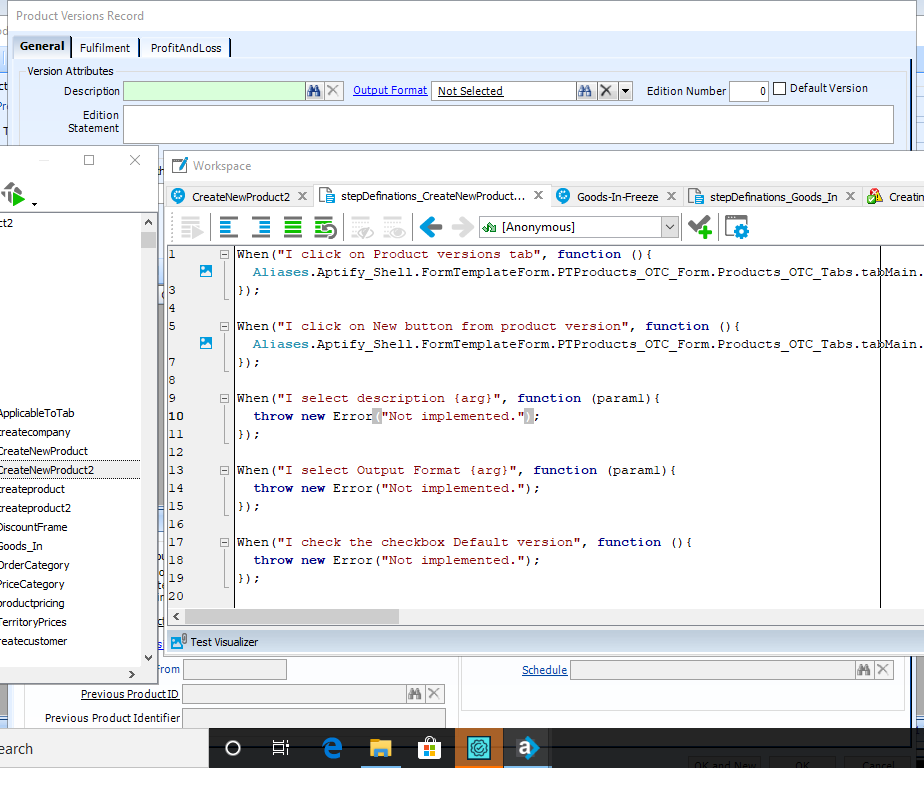 Product Versions Record
General Fulfilment ProfitAndLoss
Version Attributes
Description Output Format Not Selected Edition Number 0 Default Version
Edition
Statement
Workspace
CreateNewProduct2 stepDefinations_CreateNewProduct... Goods-In-Freeze stepDefinations_Goods_In Creatin
[Anonymous]
1 When("I click on Product versions tab", function (){
Aliases.Aptify_Shell.FormTemplateForm.PTProducts_OTC_Form.Products_OTC_Tabs.tabMain.
3 });
4
5 When("I click on New button from product version", function (){
Aliases.Aptify_Shell.FormTemplateForm.PTProducts_OTC_Form.Products_OTC_Tabs.tabMain.
7 });
8
9 When("I select description {arg}", function (param1){
10 throw new Error("Not implemented.");
11 });
12
13 When("I select Output Format {arg}", function (param1){
14 throw new Error("Not implemented.");
15 });
16
17 When("I check the checkbox Default version", function (){
18 throw new Error("Not implemented.");
19 });
20
ct2
ApplicableToTab
createcompany
CreateNewProduct
CreateNewProduct2
createproduct
createproduct2
DiscountFrame
Goods_In
OrderCategory
PriceCategory
productpricing
TerritoryPrices
reatecustomer
Test Visualizer
From
Schedule
Previous Product ID
Previous Product Identifier
earch
OK and New OK Cancel